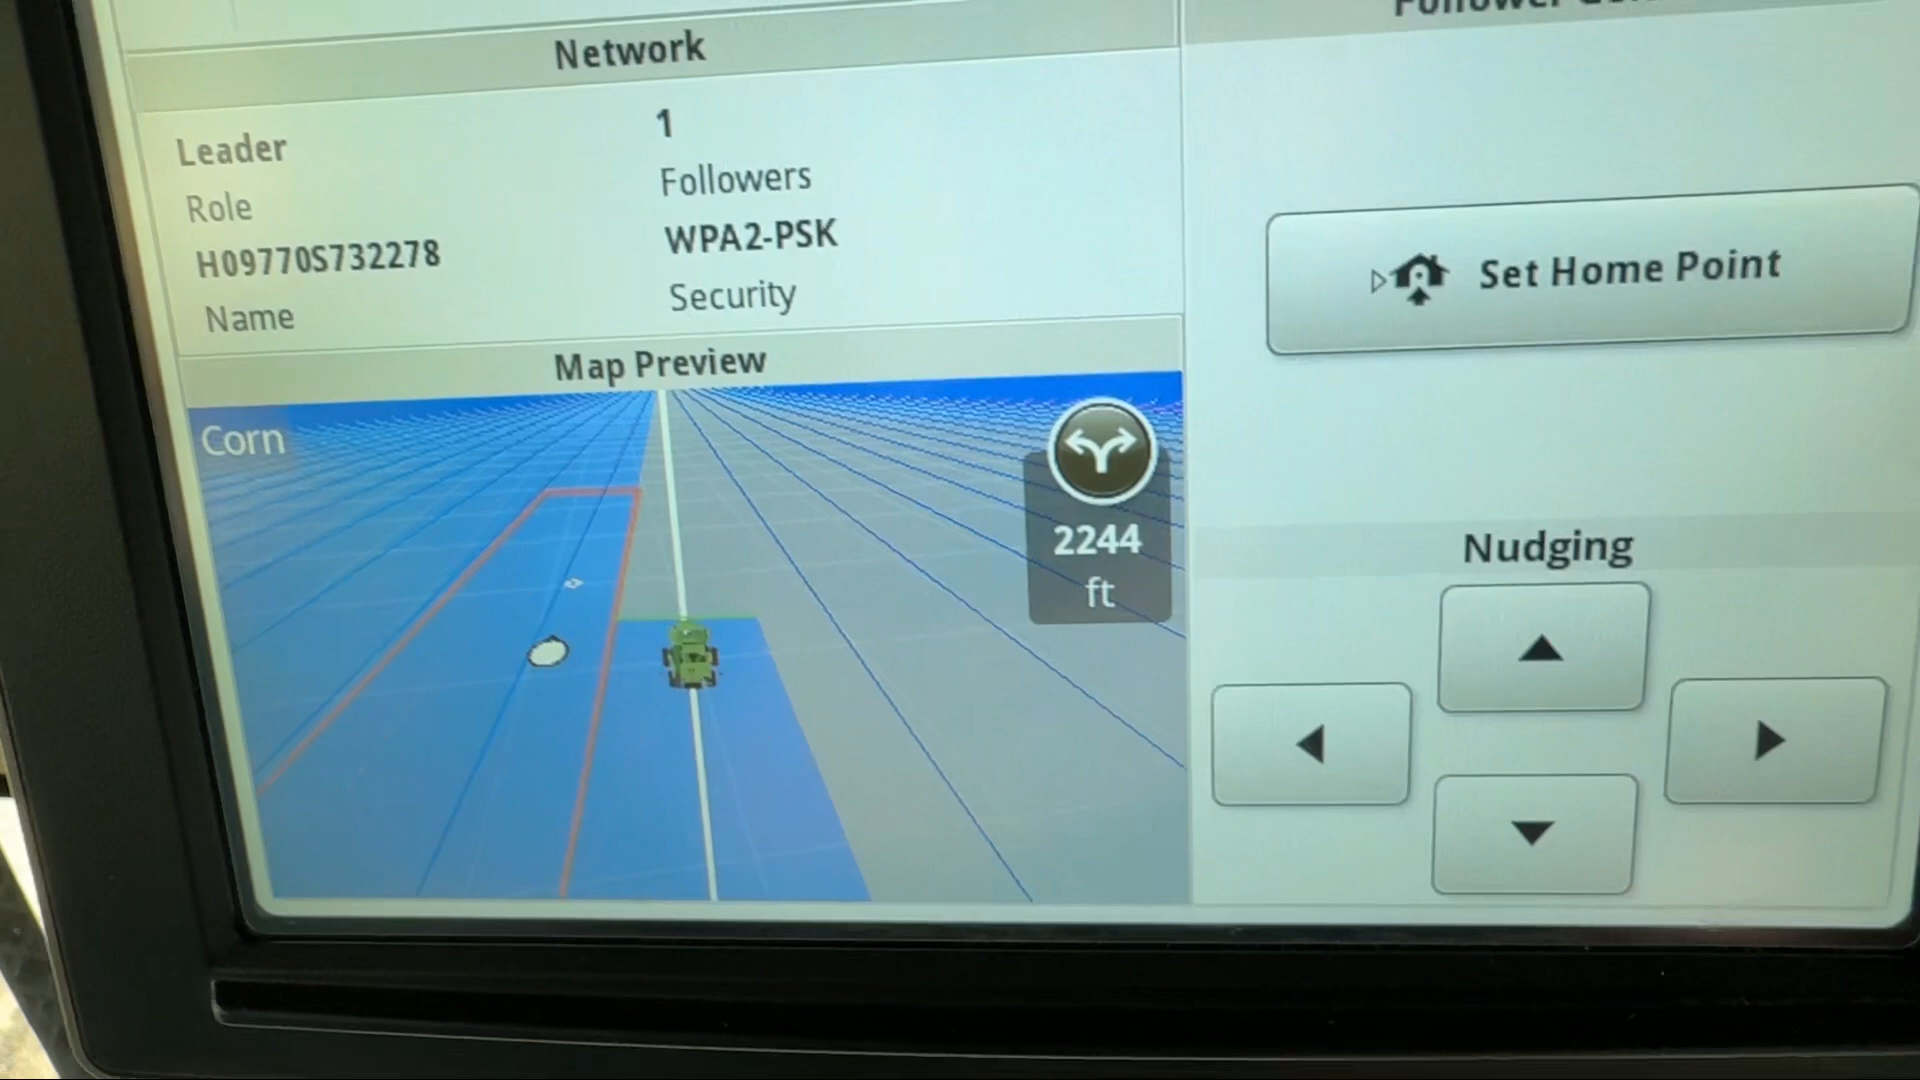 Network
Leader
Role
H09770S732278
Name
1
Followers
WPA2-PSK
Security
Map Preview
Corn
2244
ft
Follower
Set Home Point
Nudging